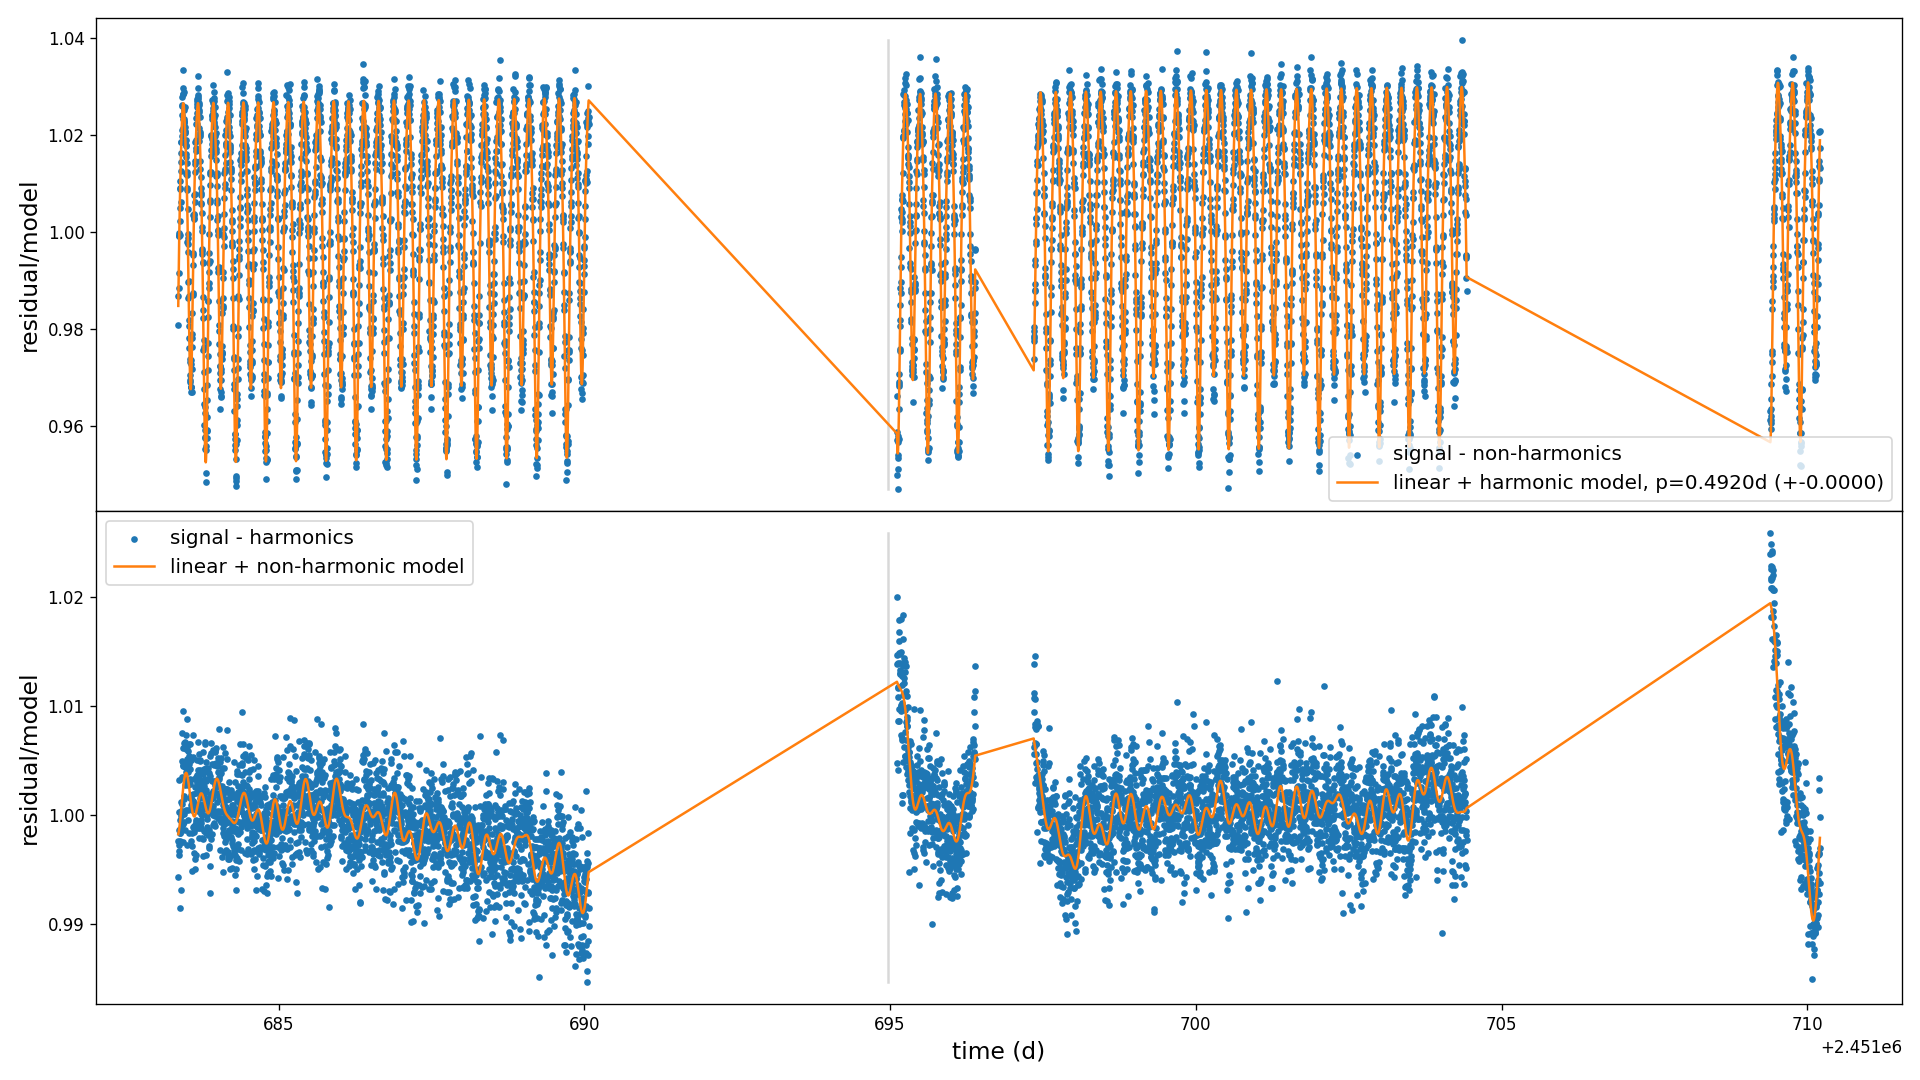 1.04
1.02
1.00
0.98
0.96
residual/model
signal - non-harmonics
linear + harmonic model, p=0.4920d (+-0.0000)
signal - harmonics
linear + non-harmonic model
1.02
1.01
1.00
0.99
residual/model
685
690
695
700
705
710
+2.451e6
time (d)